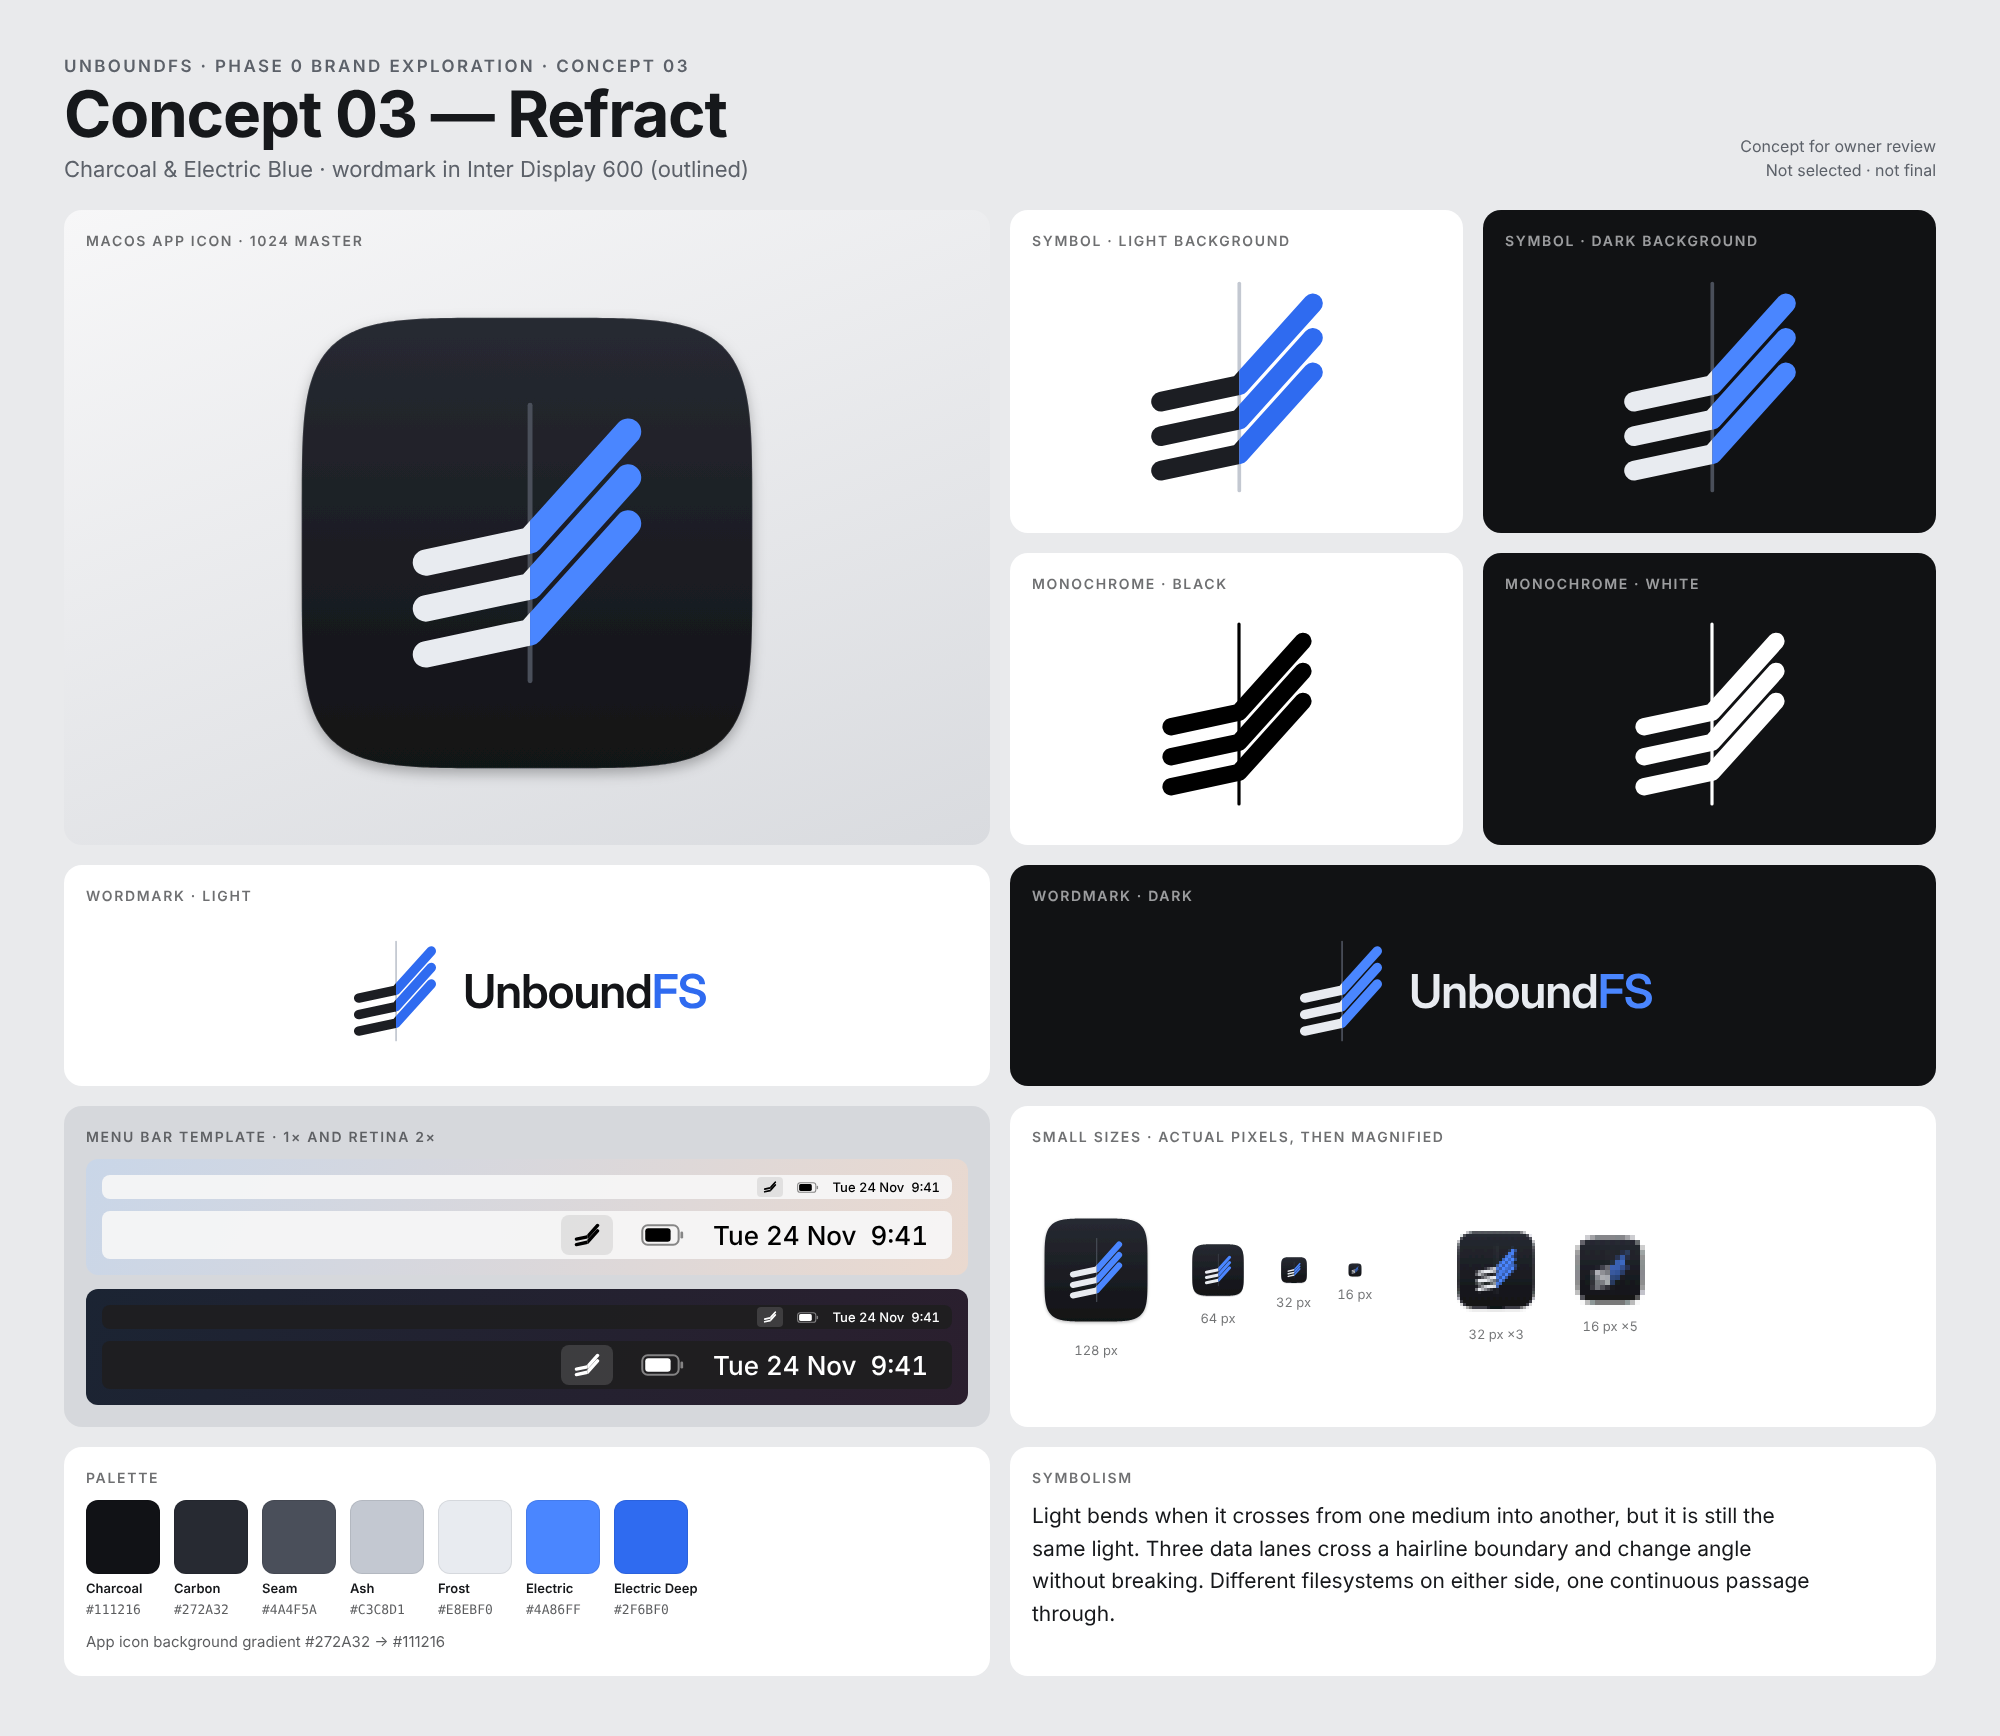 UNBOUNDFS · PHASE 0 BRAND EXPLORATION · CONCEPT 03
Concept 03 — Refract
Charcoal & Electric Blue · wordmark in Inter Display 600 (outlined)
Concept for owner review
Not selected · not final
MACOS APP ICON · 1024 MASTER
SYMBOL · LIGHT BACKGROUND
SYMBOL · DARK BACKGROUND
MONOCHROME · BLACK
MONOCHROME · WHITE
WORDMARK · LIGHT
UnboundFS
WORDMARK · DARK
UnboundFS
MENU BAR TEMPLATE · 1× AND RETINA 2×
Tue 24 Nov 9:41
Tue 24 Nov 9:41
Tue 24 Nov 9:41
Tue 24 Nov 9:41
SMALL SIZES · ACTUAL PIXELS, THEN MAGNIFIED
128 px
64 px
32 px
16 px
32 px ×3
16 px ×5
PALETTE
Charcoal
#111216
Carbon
#272A32
Seam
#4A4F5A
Ash
#C3C8D1
Frost
#E8EBF0
Electric
#4A86FF
Electric Deep
#2F6BF0
App icon background gradient #272A32 → #111216
SYMBOLISM
Light bends when it crosses from one medium into another, but it is still the
same light. Three data lanes cross a hairline boundary and change angle
without breaking. Different filesystems on either side, one continuous passage
through.